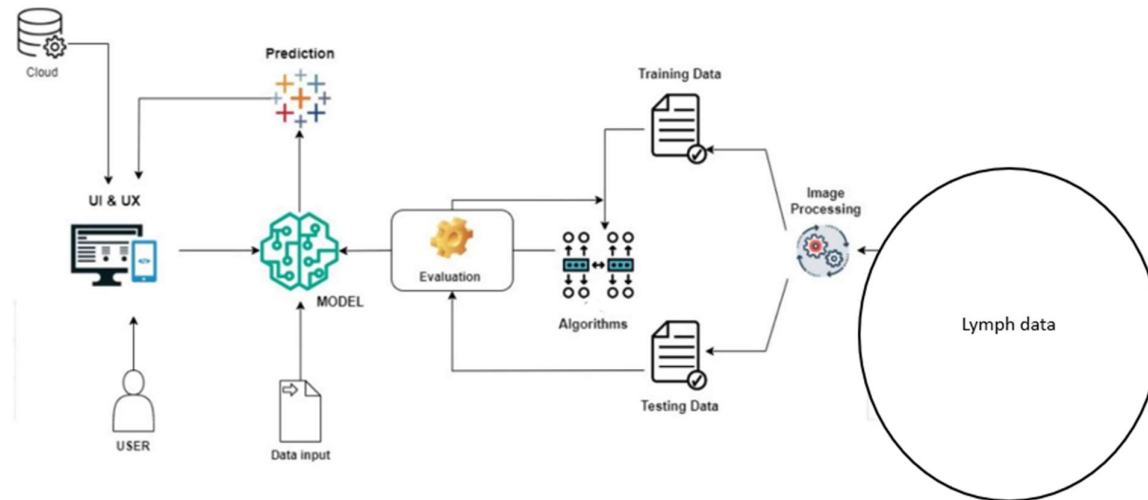 Cloud
Prediction
Training Data
UI & UX
Image
Processing
Evaluation
MODEL
Algorithms
Lymph data
USER
Data input
Testing Data